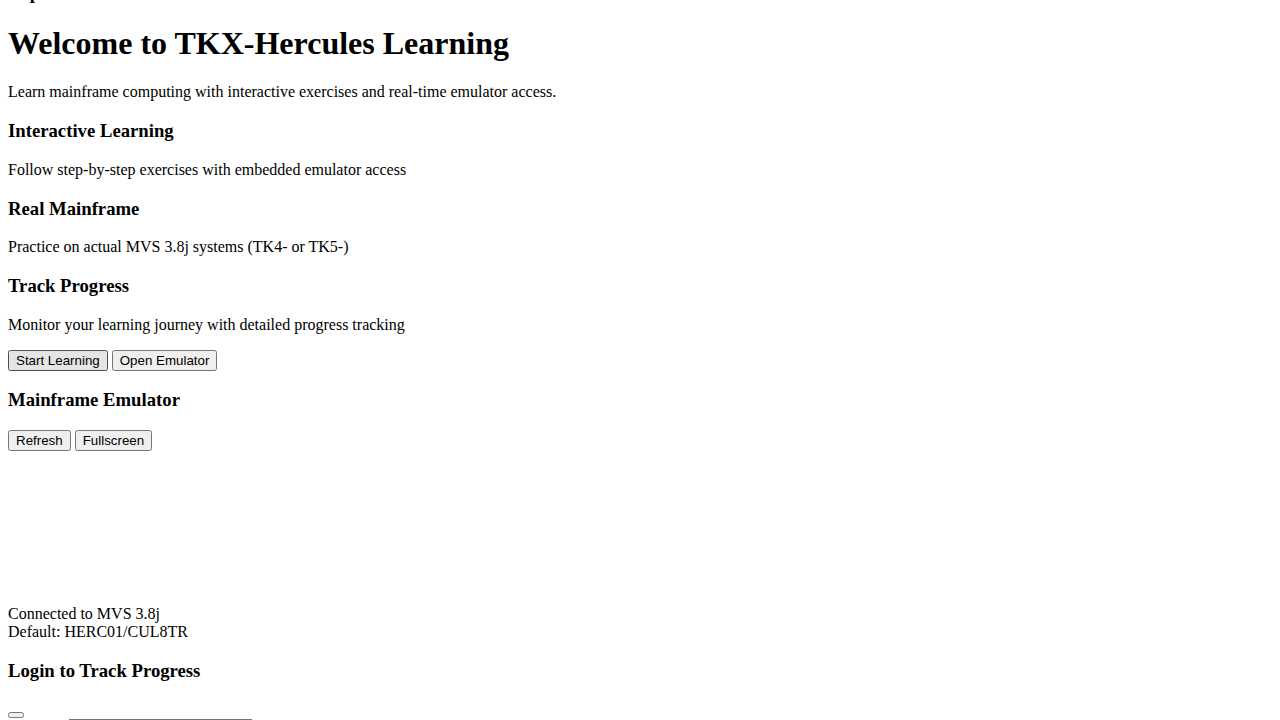 Welcome to TKX-Hercules Learning
Learn mainframe computing with interactive exercises and real-time emulator access.
Interactive Learning
Follow step-by-step exercises with embedded emulator access
Real Mainframe
Practice on actual MVS 3.8j systems (TK4- or TK5-)
Track Progress
Monitor your learning journey with detailed progress tracking
Start Learning Open Emulator
Mainframe Emulator
Refresh Fullscreen
Connected to MVS 3.8j
Default: HERC01/CUL8TR
Login to Track Progress